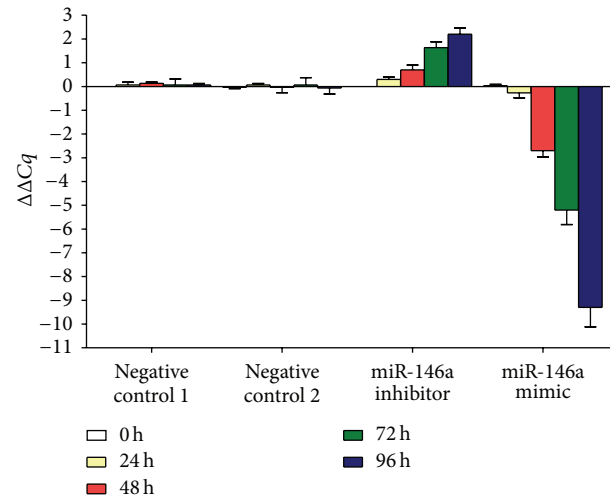 3
2
1
0
−1
−2
−3
−4
−5
−6
−7
−8
−9
−10
−11
ΔΔCq
Negative control 1
Negative control 2
miR-146a inhibitor
miR-146a mimic
0 h
24 h
48 h
72 h
96 h